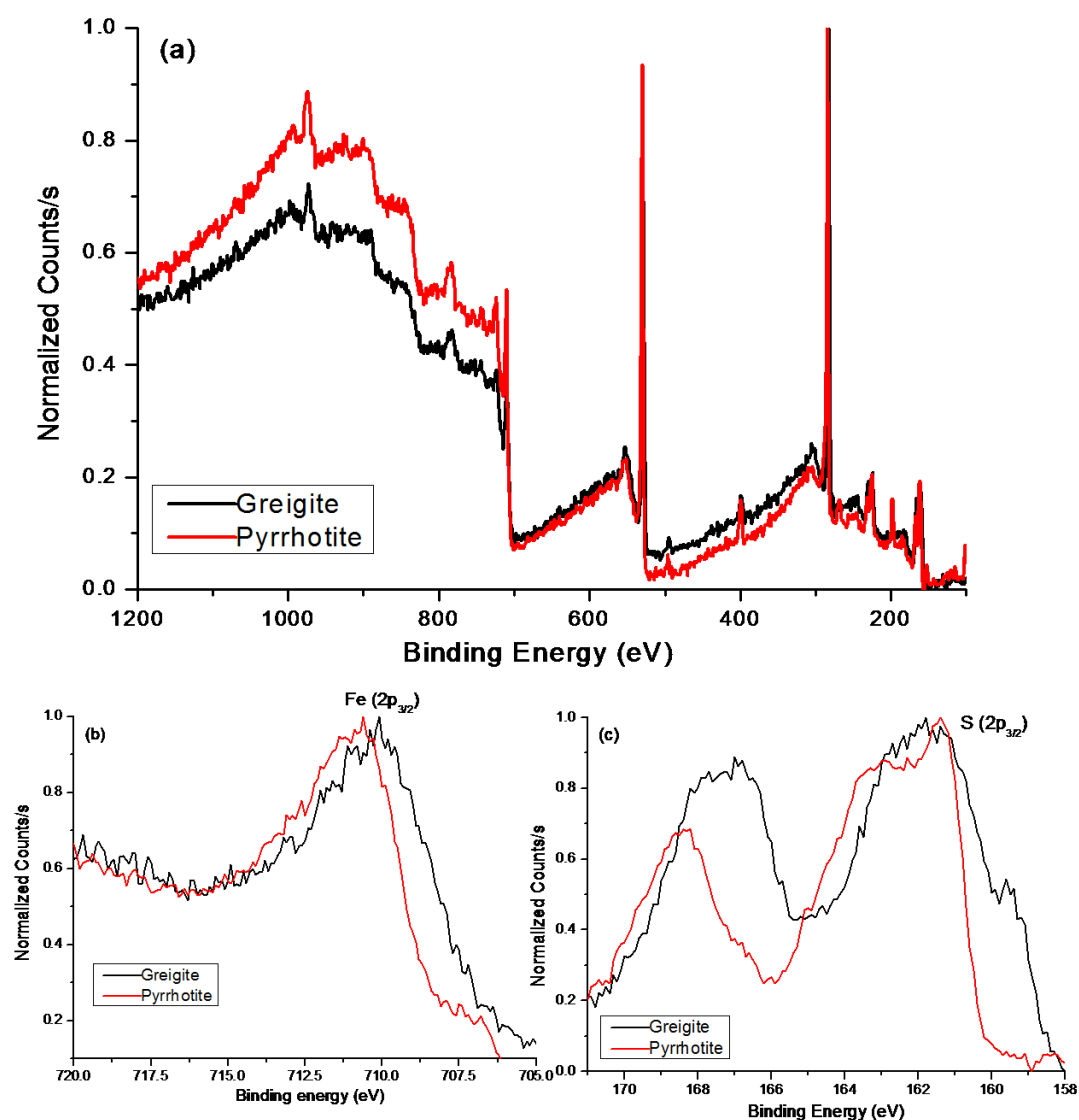 (a)
1.0
0.8
0.6
0.4
0.2
0.0
Normalized Counts/s
Greigite
Pyrrhotite
1200 1000 800 600 400 200
Binding Energy (eV)
Fe (2p3/2)
(b)
1.0
0.8
0.6
0.4
0.2
Normalized Counts/s
Greigite
Pyrrhotite
720.0 717.5 715.0 712.5 710.0 707.5 705.0
Binding energy (eV)
(c)
S (2p3/2)
1.0
0.8
0.6
0.4
0.2
0.0
Normalized Counts/s
Greigite
Pyrrhotite
170 168 166 164 162 160 158
Binding Energy (eV)